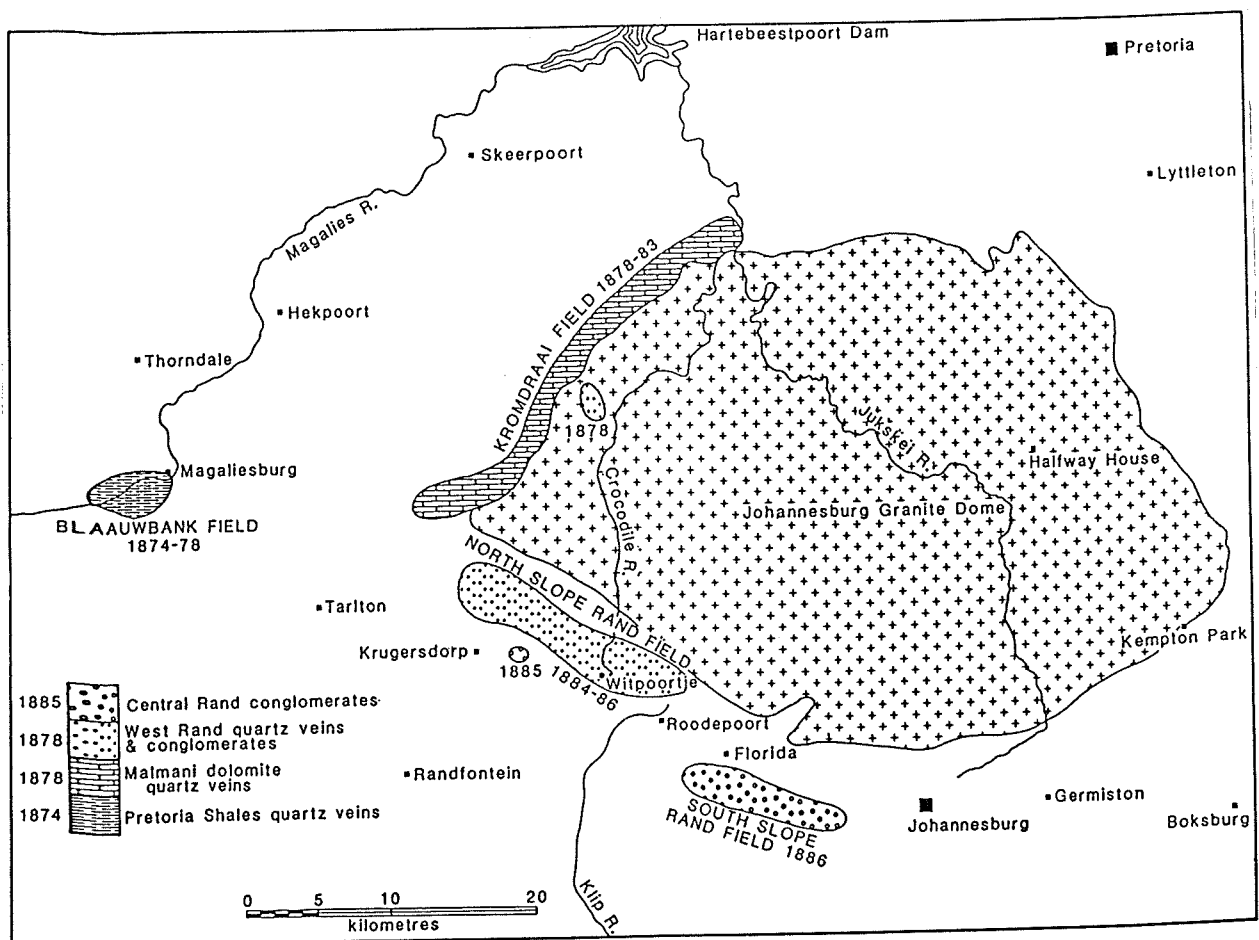 Hartebeestpoort Dam
Pretoria
Skeerpoort
Lyttleton
Magalies R.
KROMDRAAI FIELD 1878-83
Hekpoort
Thorndale
1878
Jukskei R.
Magaliesburg
Halfway House
Crocodile R.
BLAAUWBANK FIELD
1874-78
Johannesburg Granite Dome
NORTH SLOPE RAND FIELD
Tarlton
Kempton Park
Krugersdorp
1885
1884-86
Witpoortje
1885 Central Rand conglomerates
1878 West Rand quartz veins
& conglomerates
1878 Malmani dolomite
quartz veins
1874 Pretoria Shales quartz veins
Roodepoort
Florida
Randfontein
SOUTH SLOPE
RAND FIELD 1886
Johannesburg
Germiston
Boksburg
0 5 10 20
kilometres
Klip R.